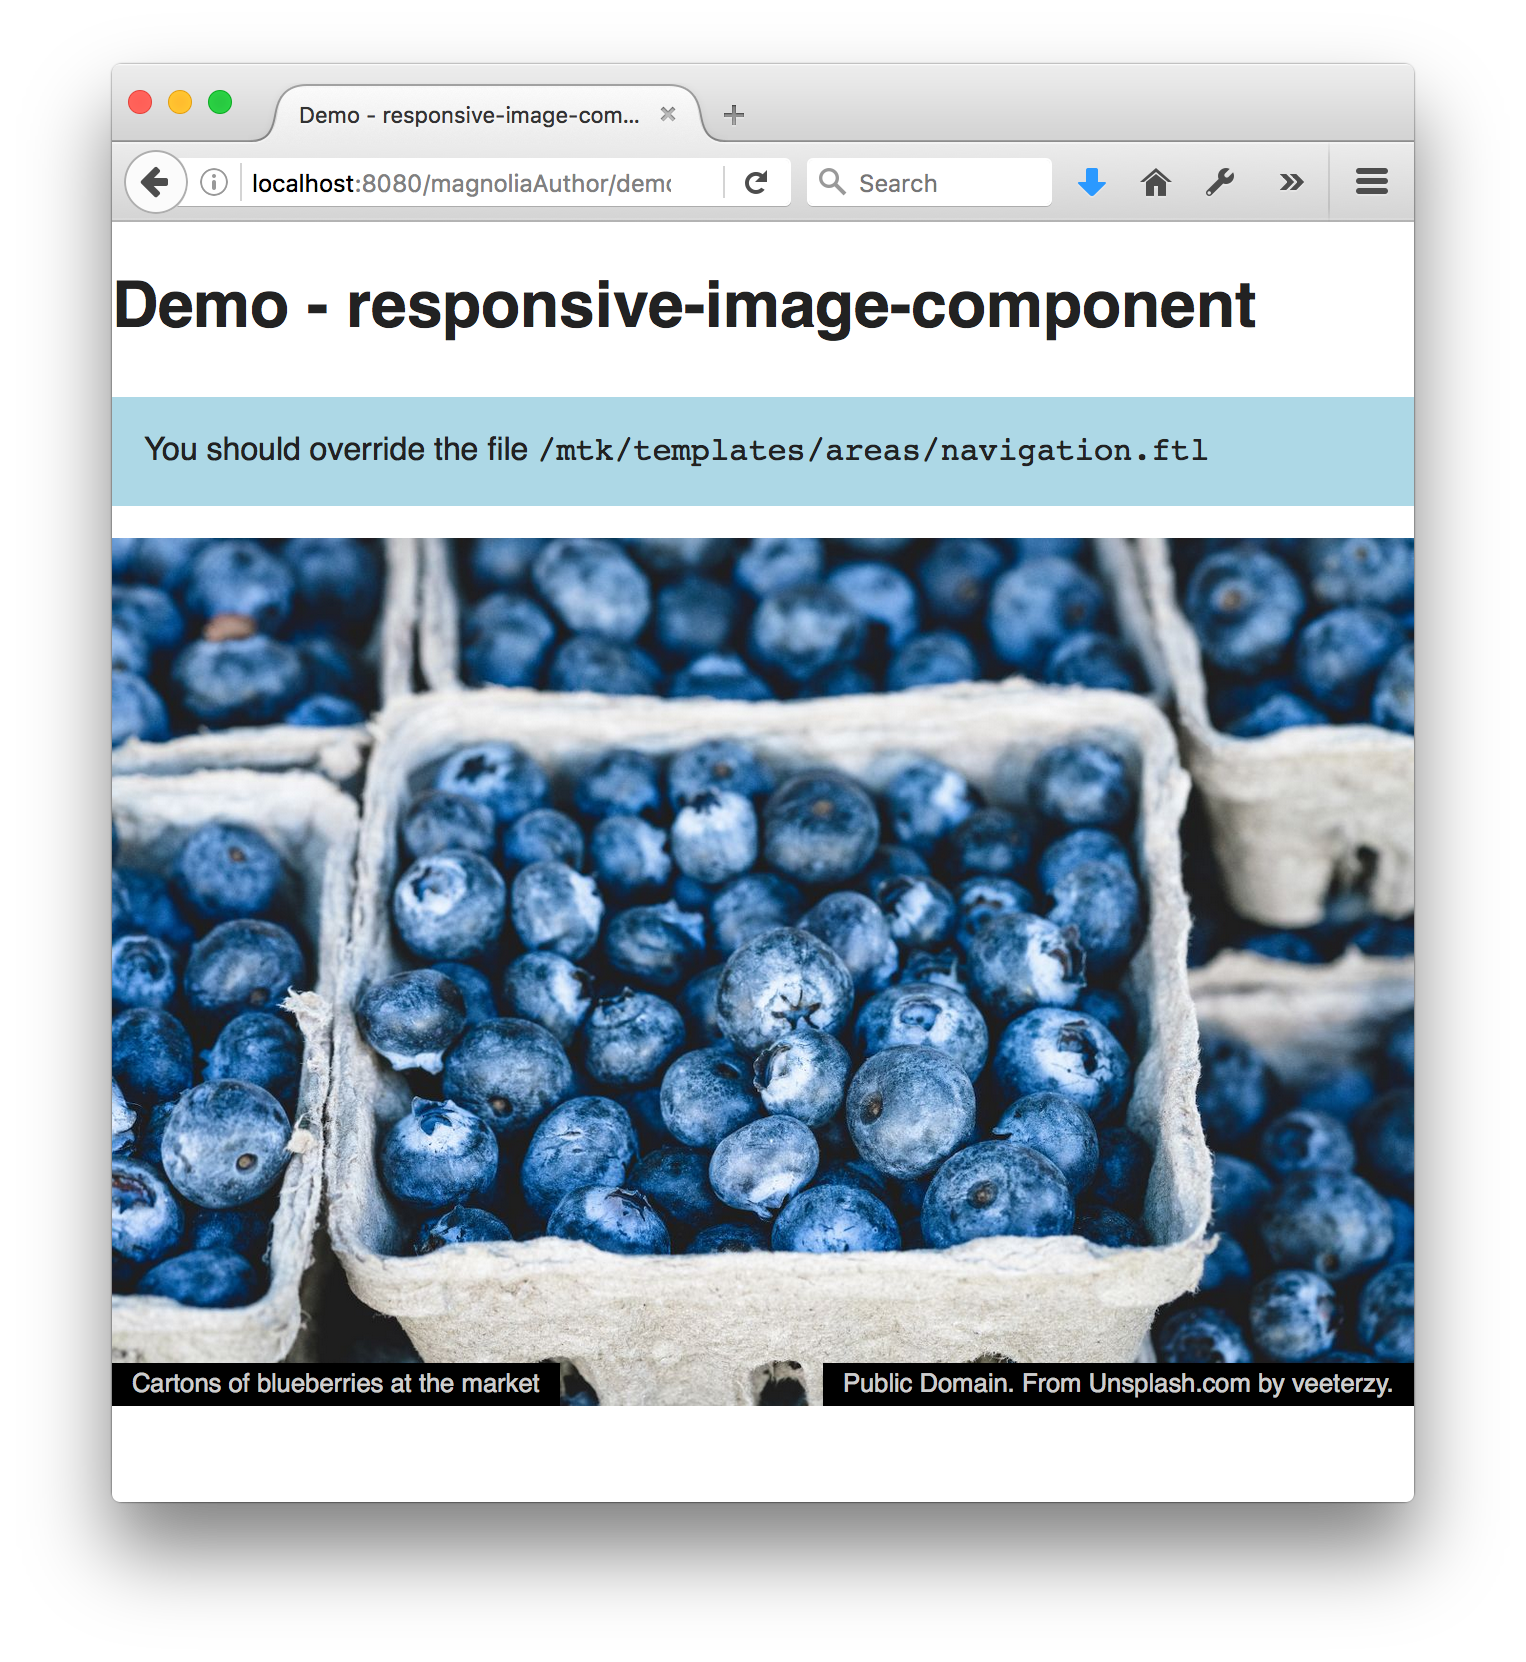 Demo - responsive-image-com...
localhost:8080/magnoliaAuthor/demo
Search
Demo - responsive-image-component
You should override the file /mtk/templates/areas/navigation.ftl
Cartons of blueberries at the market
Public Domain. From Unsplash.com by veeterzy.